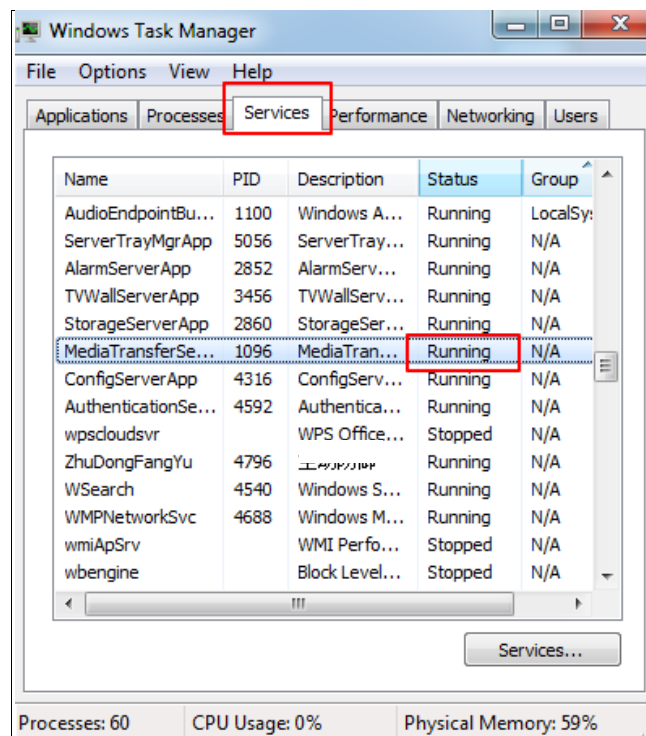 Windows Task Manager
File Options View Help
Applications Processes Services Performance Networking Users
Name PID Description Status Group
AudioEndpointBu... 1100 Windows A... Running LocalSy
ServerTrayMgrApp 5056 ServerTray... Running N/A
AlarmServerApp 2852 AlarmServ... Running N/A
TVWallServerApp 3456 TVWallServ... Running N/A
StorageServerApp 2860 StorageSer... Running N/A
MediaTransferSe... 1096 MediaTran... Running N/A
ConfigServerApp 4316 ConfigServ... Running N/A
AuthenticationSe... 4592 Authentica... Running N/A
wpscloudsvr WPS Office... Stopped N/A
ZhuDongFangYu 4796 Running N/A
WSearch 4540 Windows S... Running N/A
WMPNetworkSvc 4688 Windows M... Running N/A
wmiApSrv WMI Perfo... Stopped N/A
wbengine Block Level... Stopped N/A
Services...
Processes: 60 CPU Usage: 0% Physical Memory: 59%